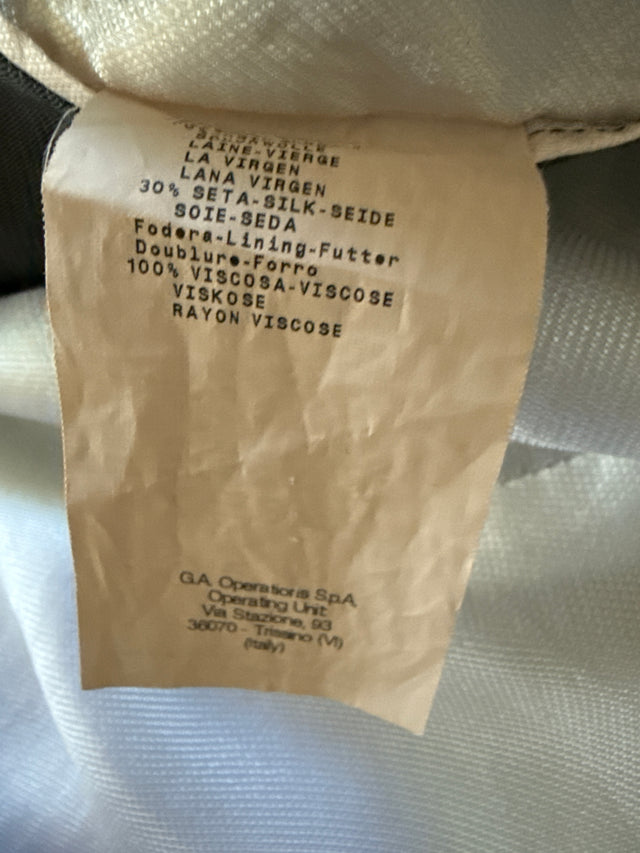 LAINE-VIERGE
LA VIRGEN
LANA VIRGEN
30% SETA-SILK-SEIDE
SOIE-SEDA
Fodera-Lining-Futter
Doublure-Forro
100% VISCOSA-VISCOSE
VISKOSE
RAYON VISCOSE
G.A. Operations S.p.A.
Operating Unit
Via Stazione, 93
36070 - Trissino (VI)
(Italy)